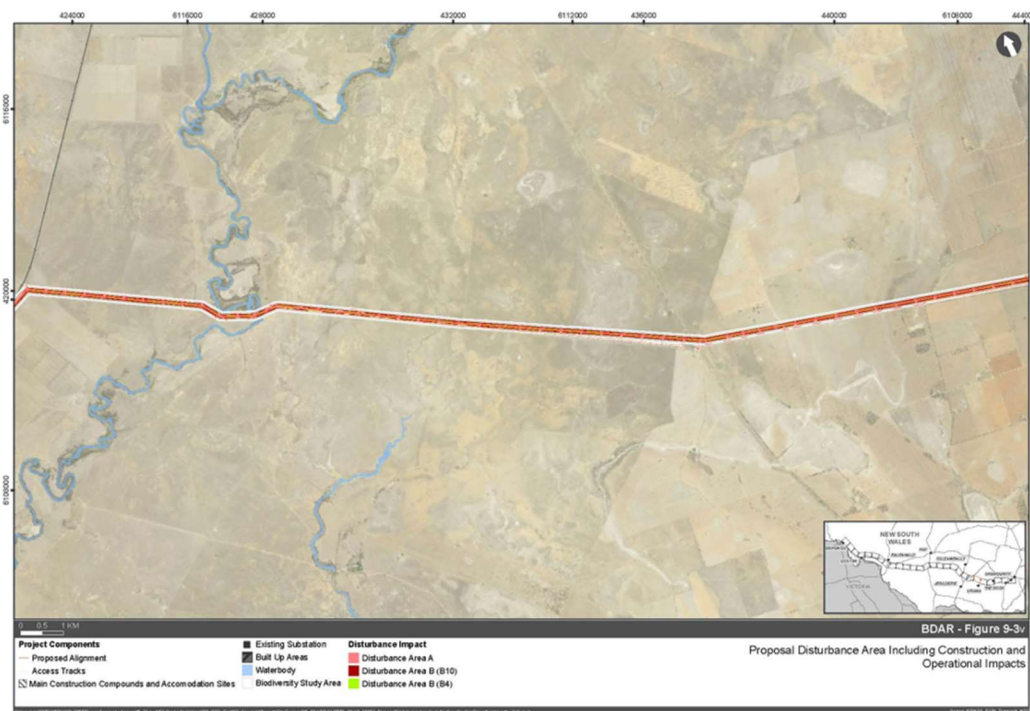 424000 6116000 428000 432000 6112000 436000 440000 6108000 444000
6116000
420000
6108000
NEW SOUTH
WALES
VICTORIA
0 0.5 1 KM
BDAR - Figure 9-3v
Proposal Disturbance Area Including Construction and
Operational Impacts
Project Components
Proposed Alignment
Access Tracks
Main Construction Compounds and Accomodation Sites
Existing Substation
Built Up Areas
Waterbody
Biodiversity Study Area
Disturbance Impact
Disturbance Area A
Disturbance Area B (B10)
Disturbance Area B (B4)